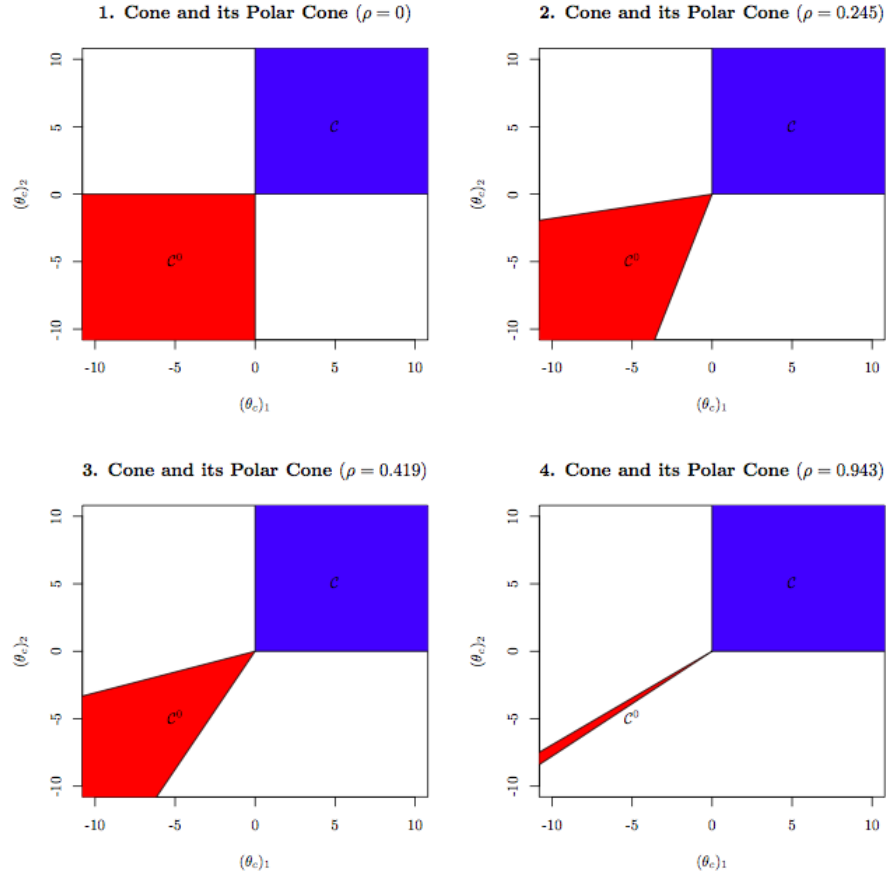 1. Cone and its Polar Cone (ρ = 0)
10
5
0
-5
-10
(θc)2
C
C⁰
-10 -5 0 5 10
(θc)1
2. Cone and its Polar Cone (ρ = 0.245)
10
5
0
-5
-10
(θc)2
C
C⁰
-10 -5 0 5 10
(θc)1
3. Cone and its Polar Cone (ρ = 0.419)
10
5
0
-5
-10
(θc)2
C
C⁰
-10 -5 0 5 10
(θc)1
4. Cone and its Polar Cone (ρ = 0.943)
10
5
0
-5
-10
(θc)2
C
C⁰
-10 -5 0 5 10
(θc)1